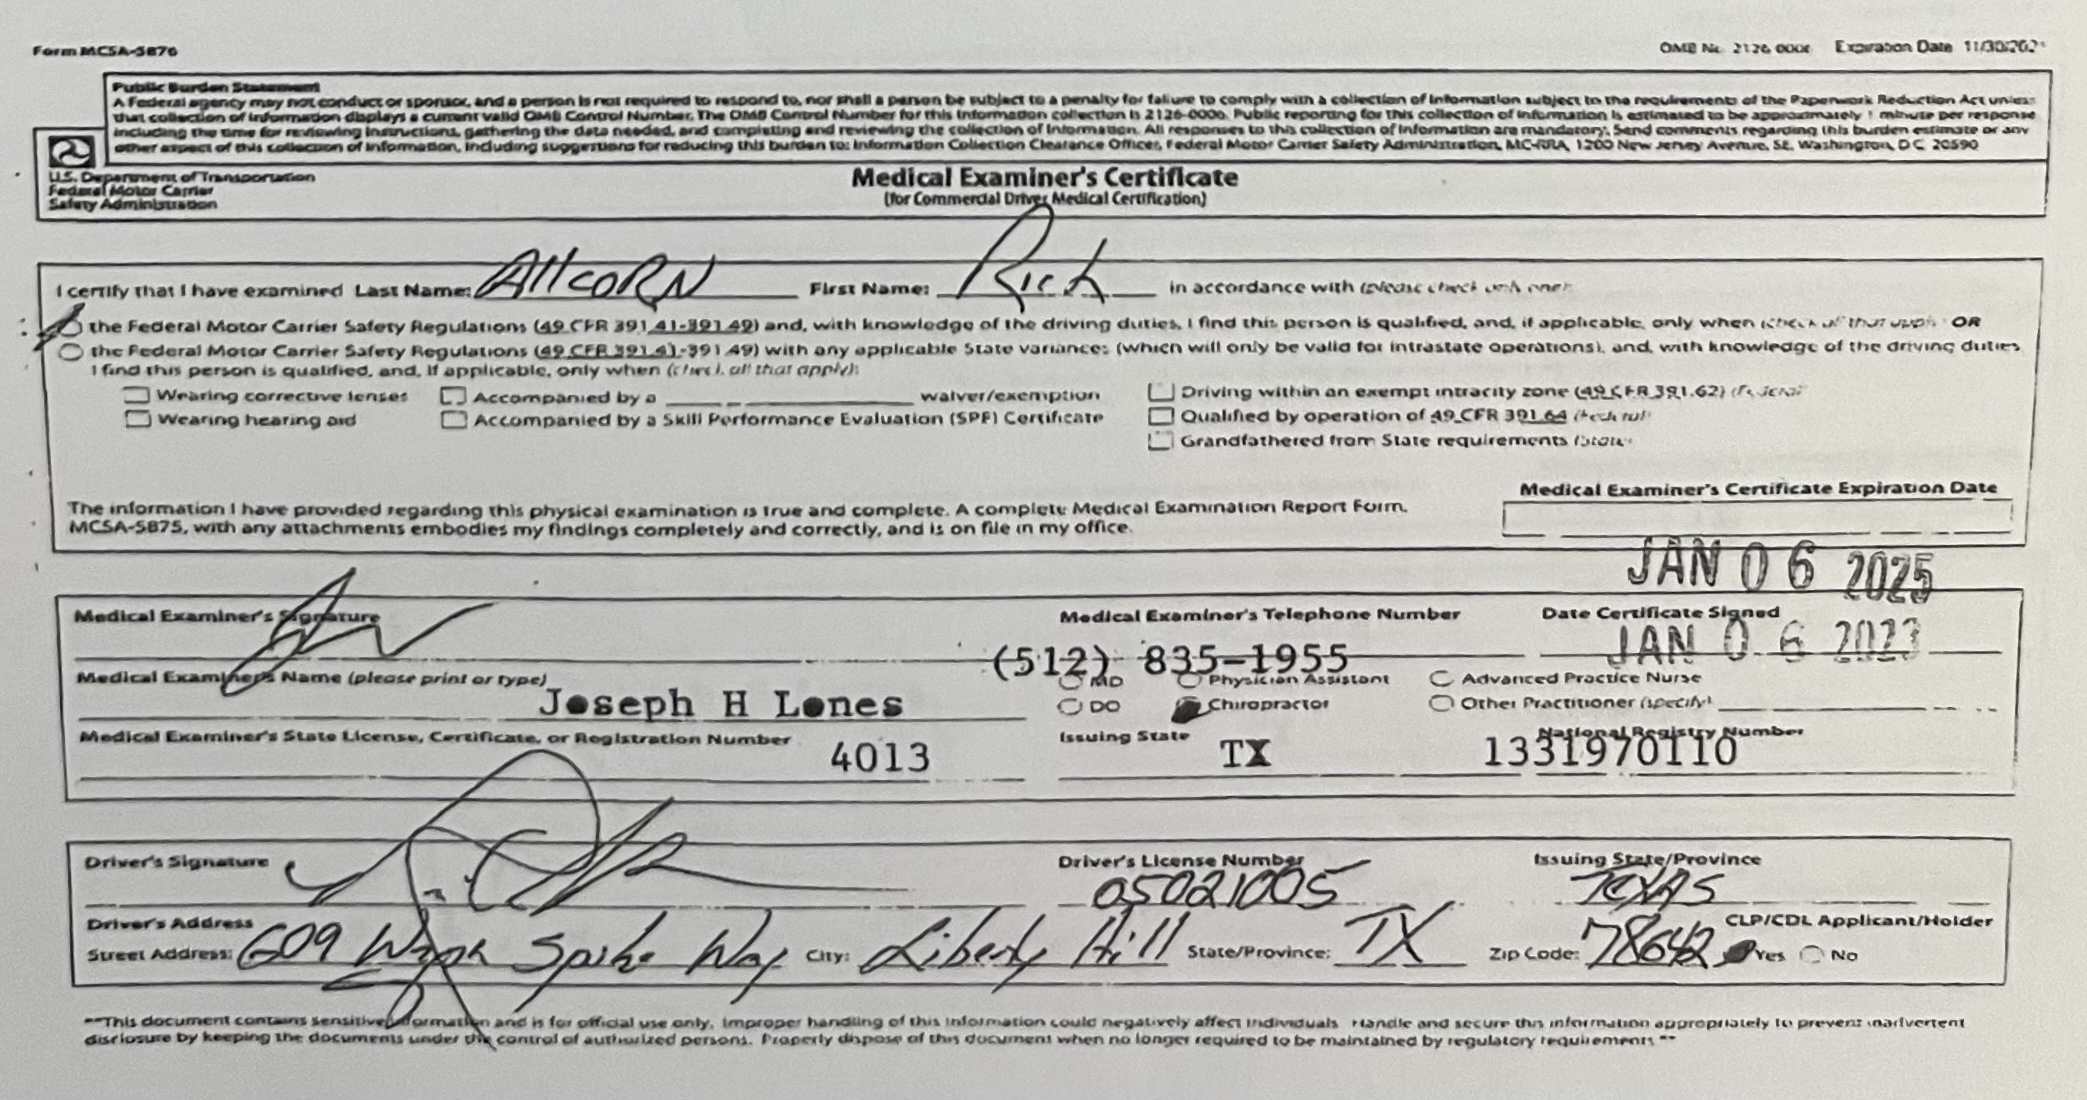 Form MCSA-5876
OMB No. 2126-0006 Expiration Date 11/30/202
Public Burden Statement
A Federal agency may not conduct or sponsor, and a person is not required to respond to, nor shall a person be subject to a penalty for failure to comply with a collection of information subject to the requirements of the Paperwork Reduction Act unless
that collection of information displays a current valid OMB Control Number. The OMB Control Number for this information collection is 2126-0006. Public reporting for this collection of information is estimated to be approximately 1 minute per response
including the time for reviewing instructions, gathering the data needed, and completing and reviewing the collection of information. All responses to this collection of information are mandatory. Send comments regarding this burden estimate or any
other aspect of this collection of information, including suggestions for reducing this burden to: Information Collection Clearance Officer, Federal Motor Carrier Safety Administration, MC-RRA, 1200 New Jersey Avenue, SE, Washington, D.C. 20590
U.S. Department of Transportation
Federal Motor Carrier
Safety Administration
Medical Examiner's Certificate
(for Commercial Driver Medical Certification)
I certify that I have examined Last Name: AllcoRN First Name: Rick in accordance with (please check only one):
the Federal Motor Carrier Safety Regulations (49 CFR 391.41-391.49) and, with knowledge of the driving duties, I find this person is qualified, and, if applicable, only when (check all that apply) OR
the Federal Motor Carrier Safety Regulations (49 CFR 391.41-391.49) with any applicable State variances (which will only be valid for intrastate operations), and, with knowledge of the driving duties
I find this person is qualified, and, if applicable, only when (check all that apply):
Wearing corrective lenses Accompanied by a waiver/exemption Driving within an exempt intracity zone (49 CFR 391.62) (Federal)
Wearing hearing aid Accompanied by a Skill Performance Evaluation (SPE) Certificate Qualified by operation of 49 CFR 391.64 (Federal)
Grandfathered from State requirements (State)
The information I have provided regarding this physical examination is true and complete. A complete Medical Examination Report Form,
MCSA-5875, with any attachments embodies my findings completely and correctly, and is on file in my office.
Medical Examiner's Certificate Expiration Date
JAN 06 2025
Medical Examiner's Signature
Medical Examiner's Telephone Number
(512) 835-1955
Date Certificate Signed
JAN 06 2023
Medical Examiner's Name (please print or type)
Joseph H Lones
MD Physician Assistant Advanced Practice Nurse
DO Chiropractor Other Practitioner (specify)
Medical Examiner's State License, Certificate, or Registration Number
4013
Issuing State
TX
National Registry Number
1331970110
Driver's Signature
Driver's License Number
05021005
Issuing State/Province
TEXAS
Driver's Address
CLP/CDL Applicant/Holder
Street Address: 609 Spike Way City: Liberty Hill State/Province: TX Zip Code: 78642 Yes No
**This document contains sensitive information and is for official use only. Improper handling of this information could negatively affect individuals. Handle and secure this information appropriately to prevent inadvertent
disclosure by keeping the documents under the control of authorized persons. Properly dispose of this document when no longer required to be maintained by regulatory requirements.**